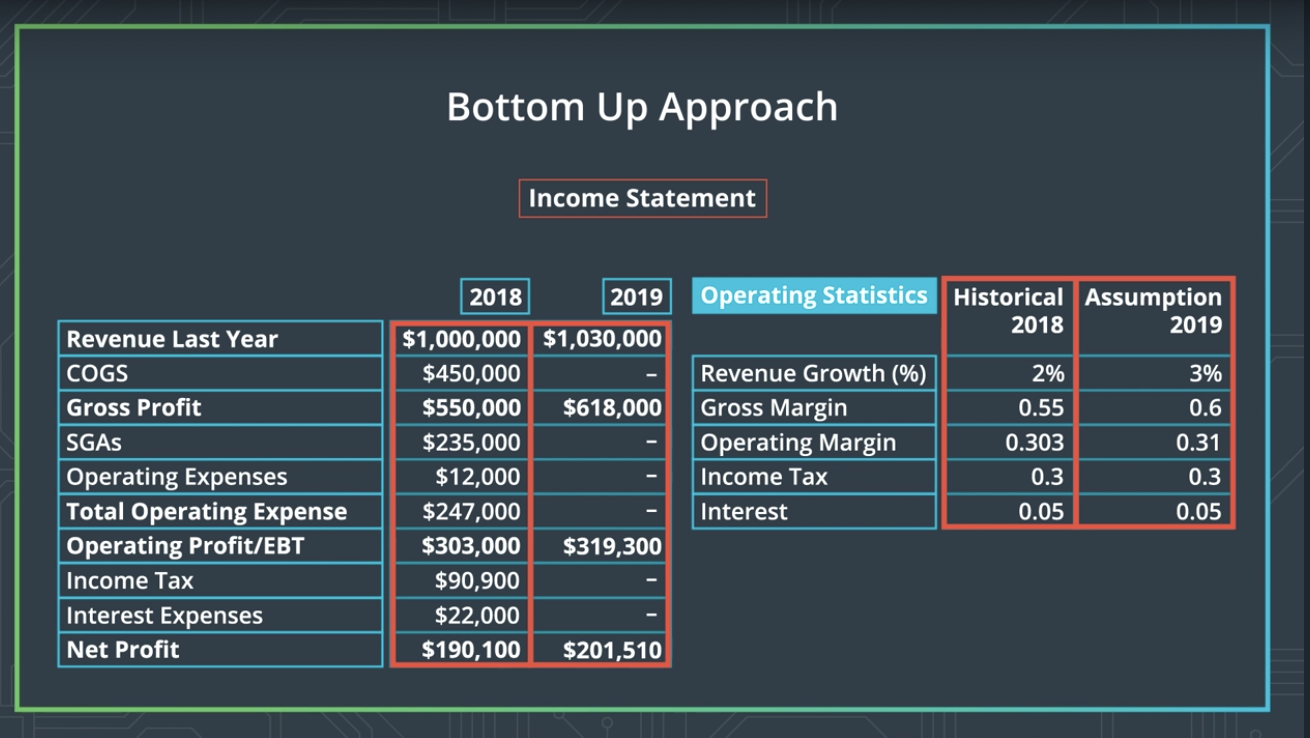 Bottom Up Approach
Income Statement
2018 2019
Revenue Last Year $1,000,000 $1,030,000
COGS $450,000 –
Gross Profit $550,000 $618,000
SGAs $235,000 –
Operating Expenses $12,000 –
Total Operating Expense $247,000 –
Operating Profit/EBT $303,000 $319,300
Income Tax $90,900 –
Interest Expenses $22,000 –
Net Profit $190,100 $201,510
Operating Statistics Historical Assumption
2018 2019
Revenue Growth (%) 2% 3%
Gross Margin 0.55 0.6
Operating Margin 0.303 0.31
Income Tax 0.3 0.3
Interest 0.05 0.05